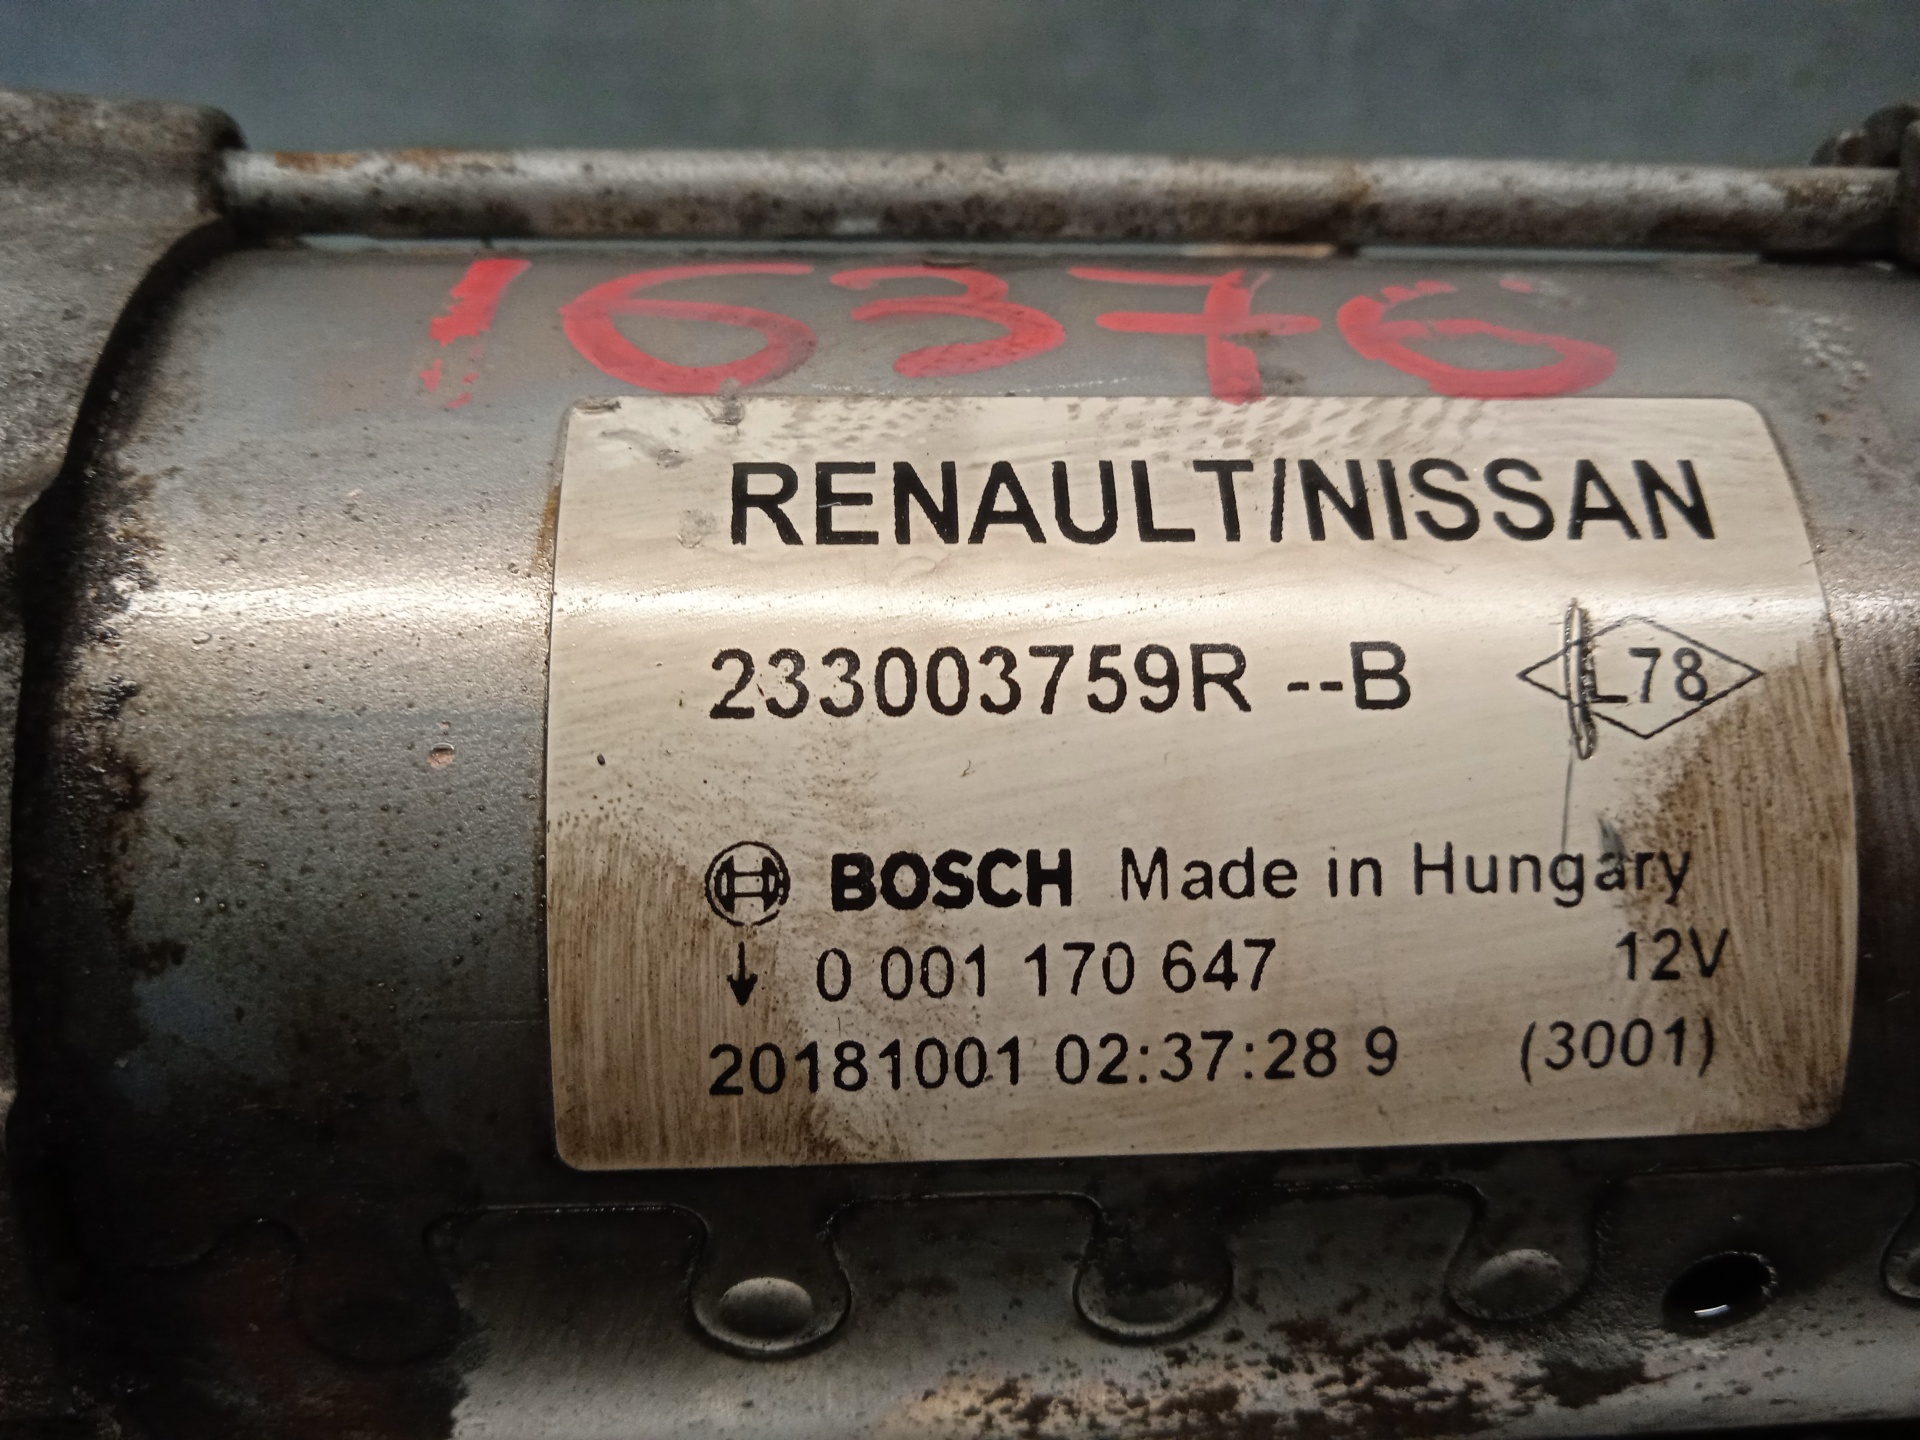 16376
RENAULT/NISSAN
233003759R --B L78
BOSCH Made in Hungary
0 001 170 647 12V
20181001 02:37:28 9 (3001)